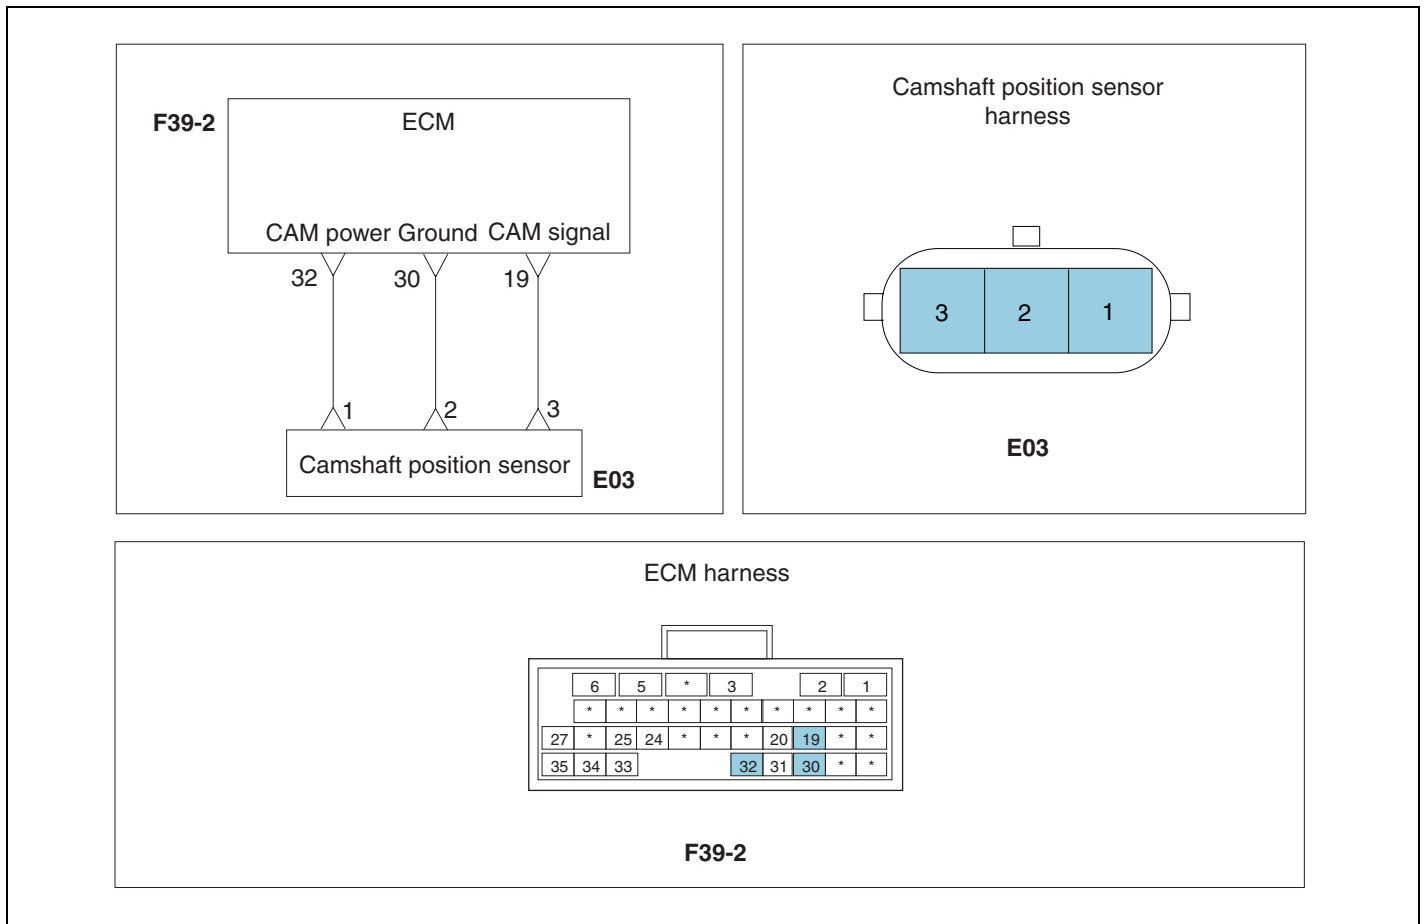 F39-2
ECM
CAM power Ground CAM signal
32 30 19
1 2 3
Camshaft position sensor
E03
Camshaft position sensor
harness
3 2 1
E03
ECM harness
6 5 * 3 2 1
* * * * * * * * * *
27 * 25 24 * * * 20 19 * *
35 34 33 32 31 30 * *
F39-2